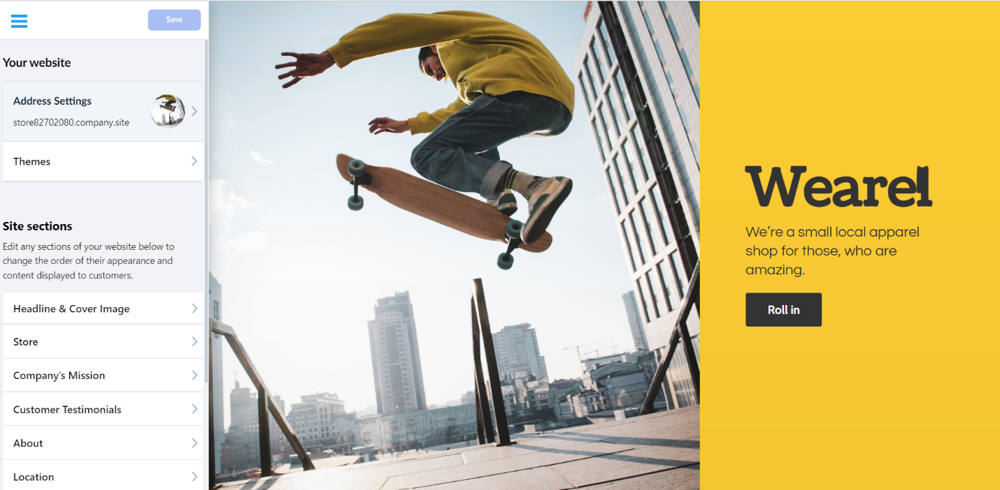 Save
Your website
Address Settings
store82702080.company.site
Themes
Site sections
Edit any sections of your website below to
change the order of their appearance and
content displayed to customers.
Headline & Cover Image
Store
Company's Mission
Customer Testimonials
About
Location
Wearel
We're a small local apparel
shop for those, who are
amazing.
Roll in